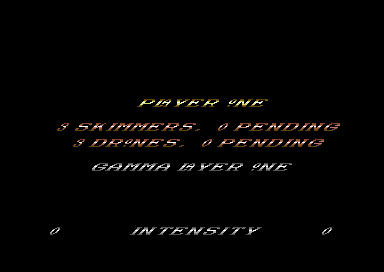 PLAYER ONE
3 SKIMMERS, 0 PENDING
3 DRONES, 0 PENDING
GAMMA LAYER ONE
0 INTENSITY 0